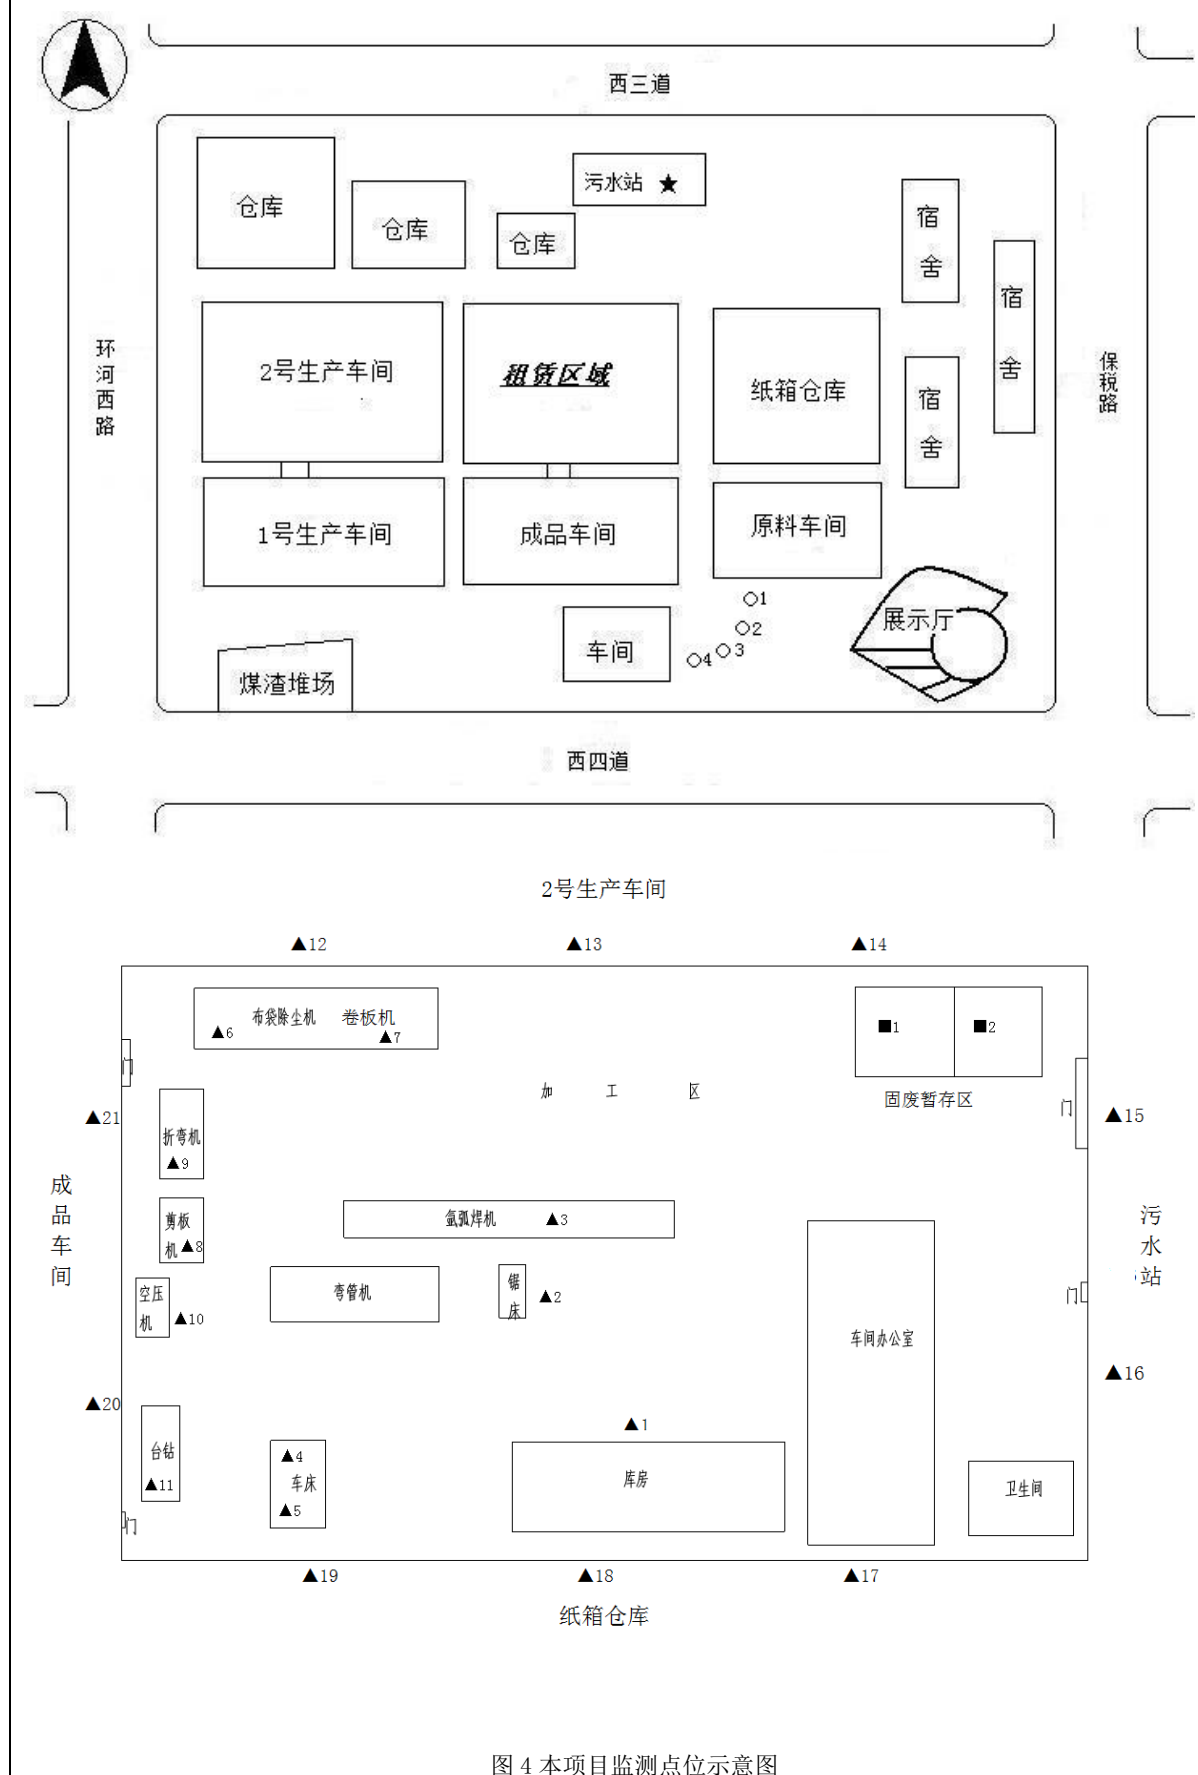 西三道
污水站 ★
仓库
仓库
仓库
宿舍
宿舍
环河西路
2号生产车间
租赁区域
纸箱仓库
宿舍
保税路
1号生产车间
成品车间
原料车间
○1
○2
○3
○4
展示厅
车间
煤渣堆场
西四道
2号生产车间
▲12
▲13
▲14
布袋除尘机
卷板机
▲6
▲7
■1
■2
门
加工区
固废暂存区
门
▲21
▲15
折弯机
▲9
成品车间
剪板机
▲8
氩弧焊机
▲3
污水站
空压机
▲10
弯管机
锯床
▲2
门
车间办公室
▲16
▲20
▲1
台钻
▲11
▲4
车床
▲5
库房
卫生间
门
▲19
▲18
▲17
纸箱仓库
图 4 本项目监测点位示意图